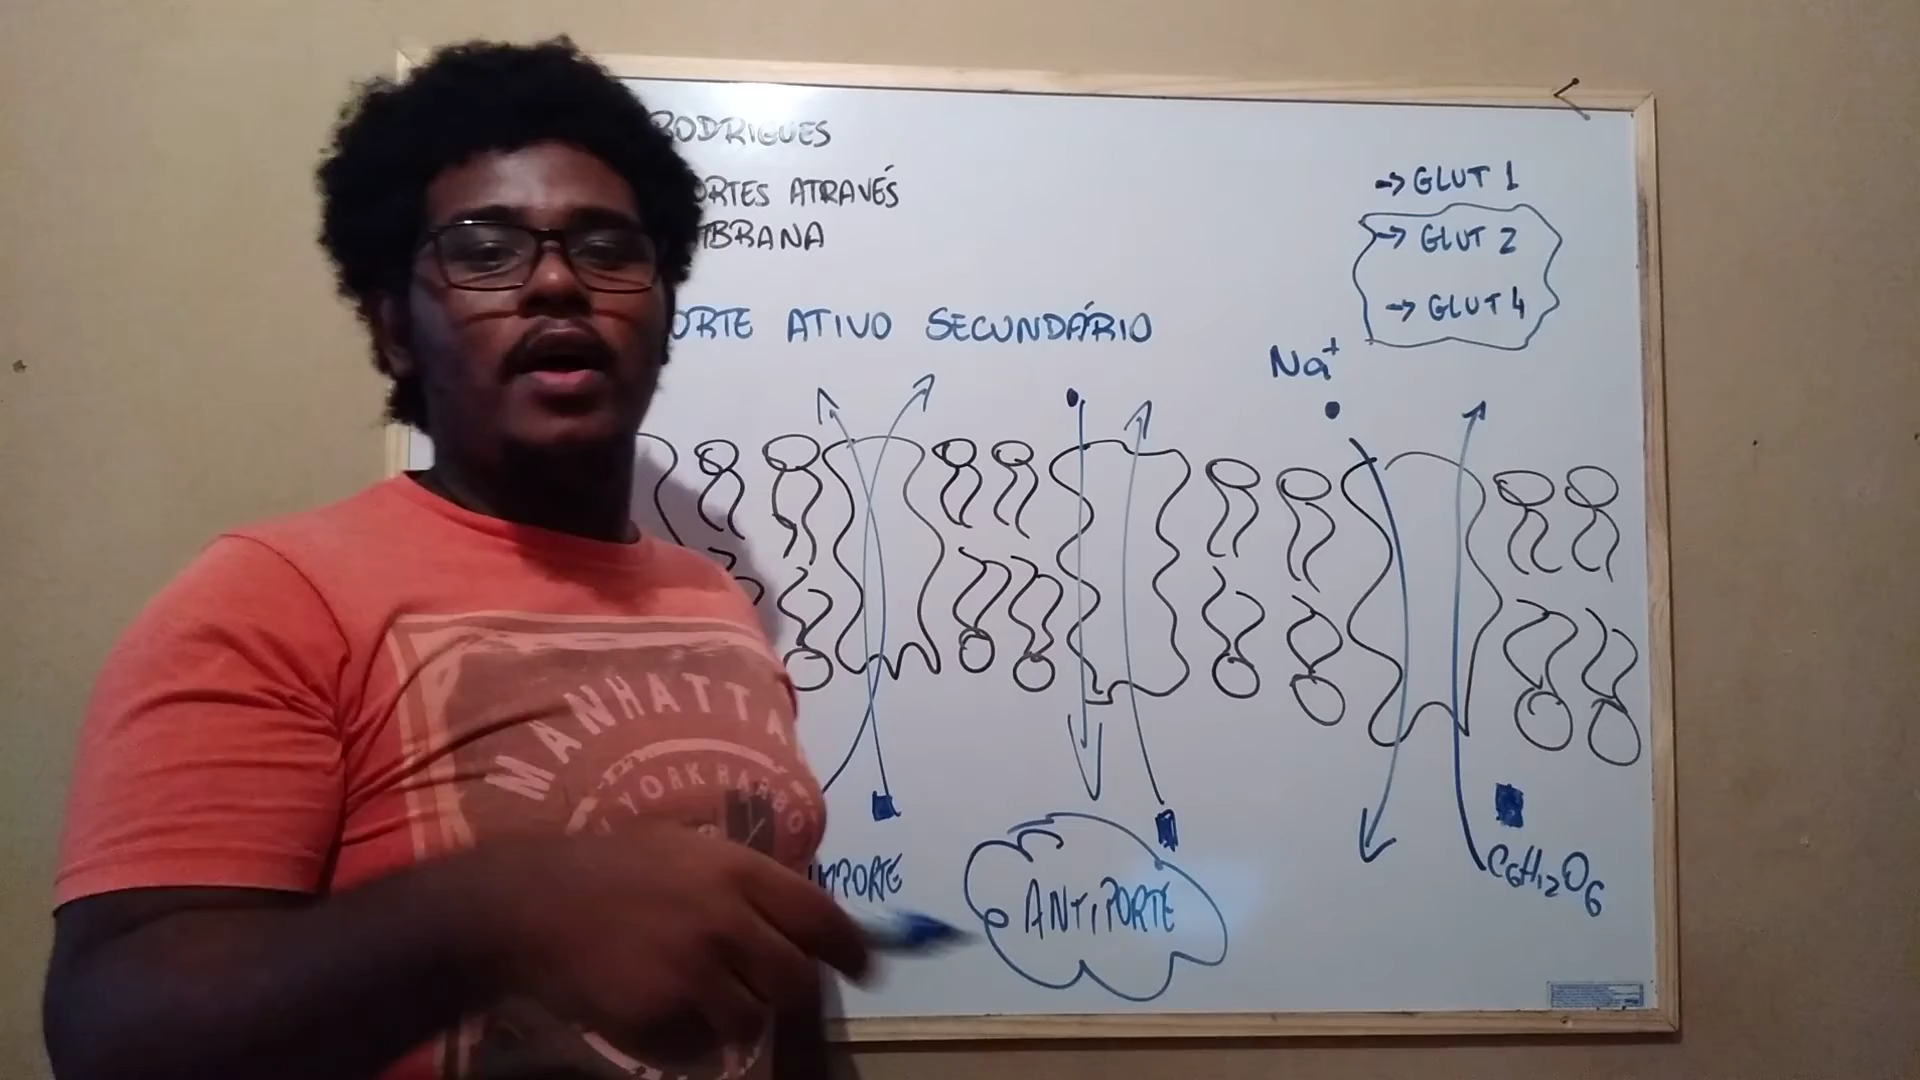 RODRIGUES
ORTES ATRAVÉS
MBRANA
ORTE ATIVO SECUNDÁRIO
→ GLUT 1
→ GLUT 2
→ GLUT 4
Na+
IMPORTE
ANTIPORTE
C6H12O6
MANHATTA
YORK HARBO